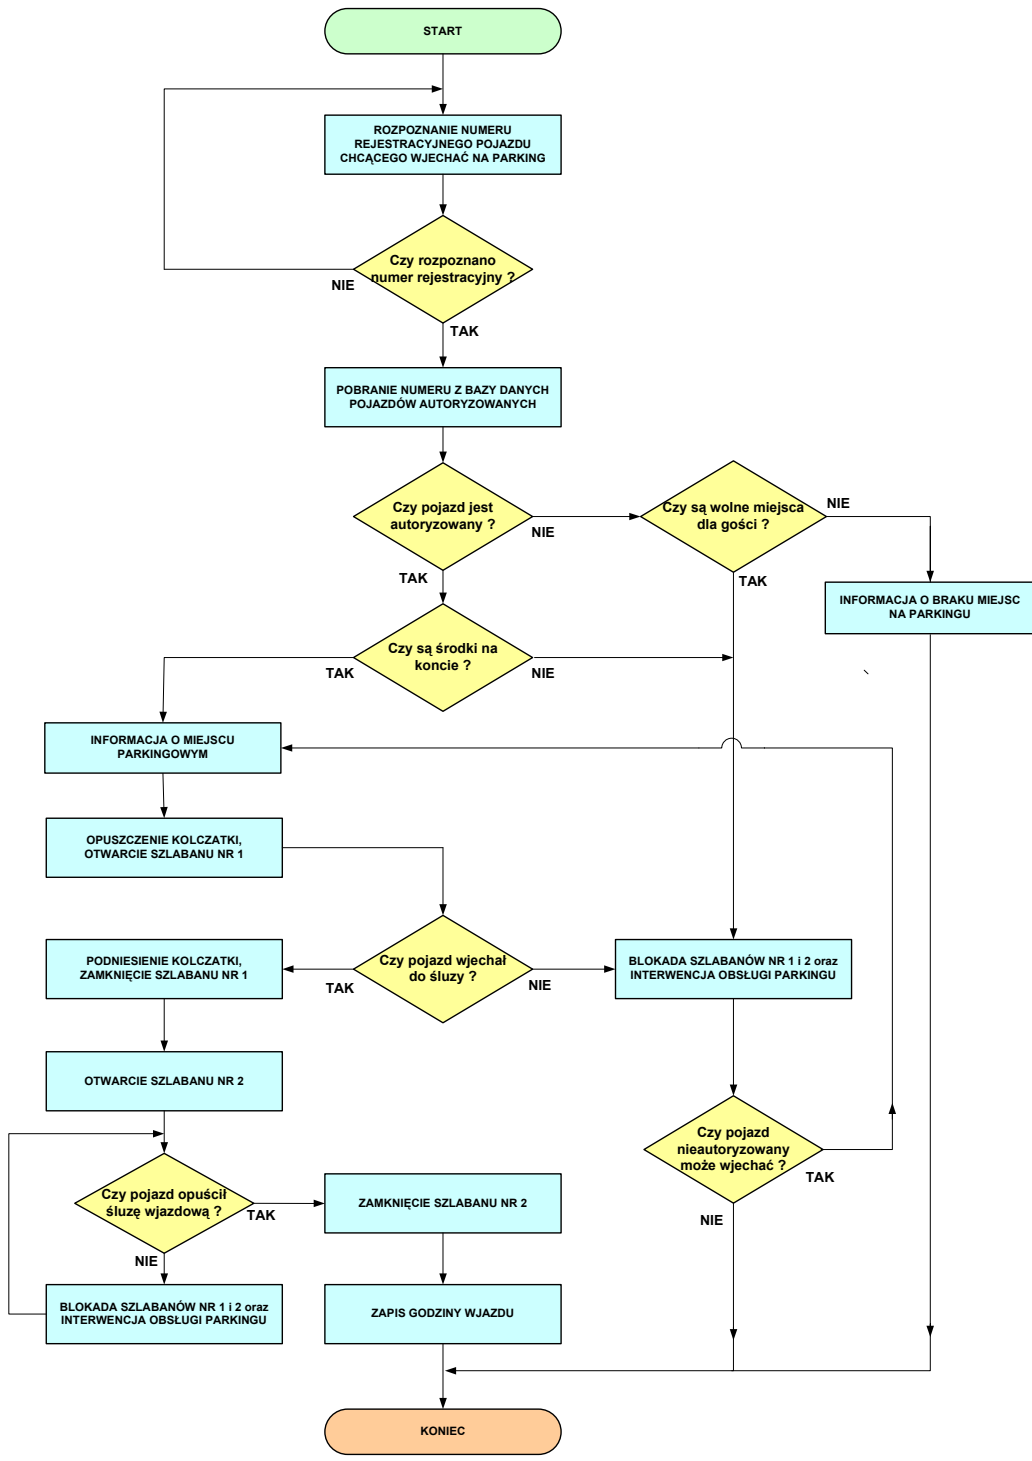 START
ROZPOZNANIE NUMERU
REJESTRACYJNEGO POJAZDU
CHCĄCEGO WJECHAĆ NA PARKING
Czy rozpoznano
numer rejestracyjny ?
NIE
TAK
POBRANIE NUMERU Z BAZY DANYCH
POJAZDÓW AUTORYZOWANYCH
Czy pojazd jest
autoryzowany ?
NIE
TAK
Czy są wolne miejsca
dla gości ?
NIE
TAK
INFORMACJA O BRAKU MIEJSC
NA PARKINGU
Czy są środki na
koncie ?
TAK
NIE
INFORMACJA O MIEJSCU
PARKINGOWYM
OPUSZCZENIE KOLCZATKI,
OTWARCIE SZLABANU NR 1
PODNIESIENIE KOLCZATKI,
ZAMKNIĘCIE SZLABANU NR 1
Czy pojazd wjechał
do śluzy ?
TAK
NIE
BLOKADA SZLABANÓW NR 1 i 2 oraz
INTERWENCJA OBSŁUGI PARKINGU
OTWARCIE SZLABANU NR 2
Czy pojazd
nieautoryzowany
może wjechać ?
TAK
NIE
Czy pojazd opuścił
śluzę wjazdową ?
TAK
NIE
ZAMKNIĘCIE SZLABANU NR 2
BLOKADA SZLABANÓW NR 1 i 2 oraz
INTERWENCJA OBSŁUGI PARKINGU
ZAPIS GODZINY WJAZDU
KONIEC